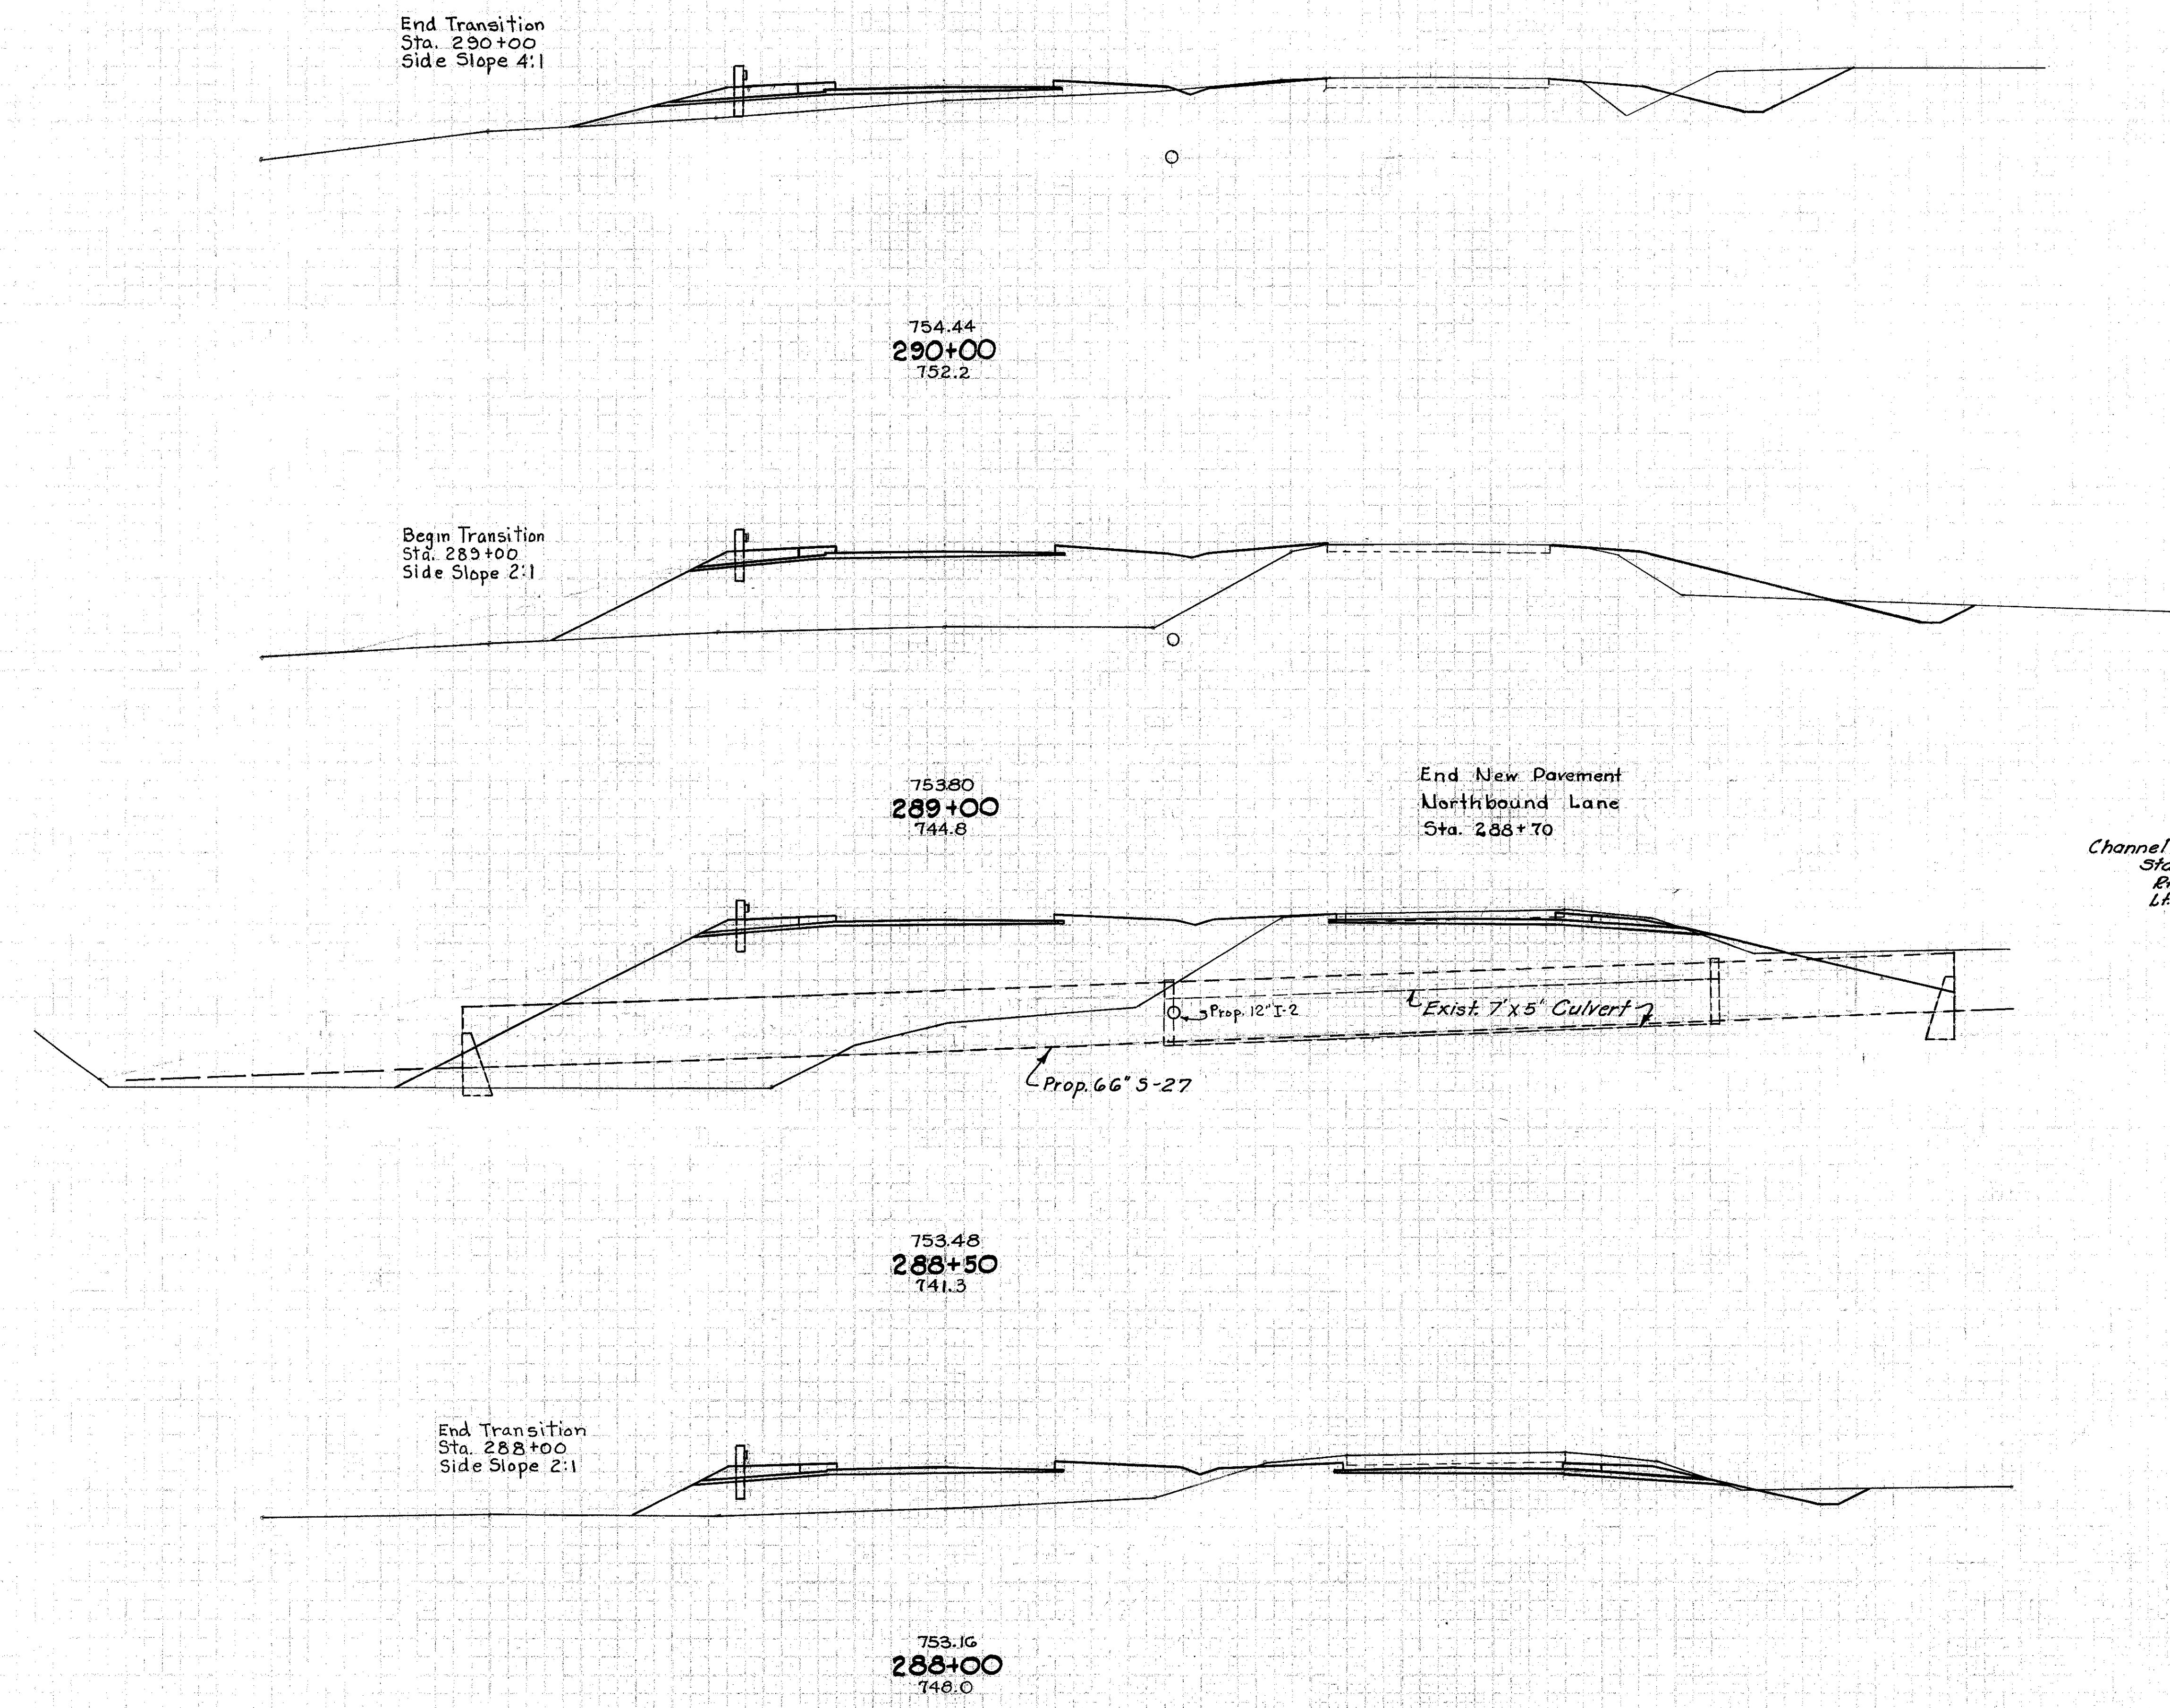 End Transition
Sta. 290+00
Side Slope 4:1
754.44
290+00
752.2
Begin Transition
Sta. 289+00
Side Slope 2:1
753.80
289+00
744.8
End New Pavement
Northbound Lane
Sta. 288+70
Channel
Lt.
Prop. 12" I-2
Exist. 7'x5' Culvert
Prop. 66" S-27
753.48
288+50
741.3
End Transition
Sta. 288+00
Side Slope 2:1
753.16
288+00
748.0